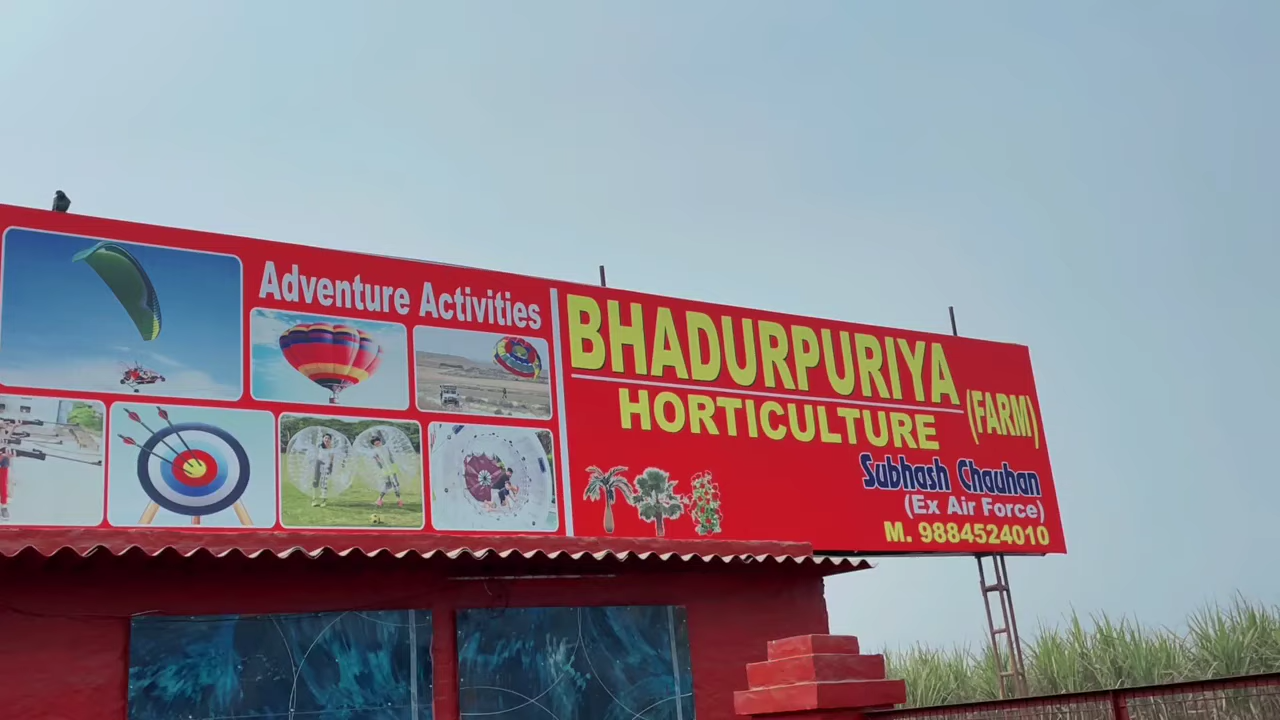 Adventure Activities
BHADURPURIYA
HORTICULTURE (FARM)
Subhash Chauhan
(Ex Air Force)
M. 9884524010